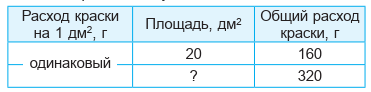 Расход краски на 1 дм², г
Площадь, дм²
Общий расход краски, г
одинаковый
20
160
?
320